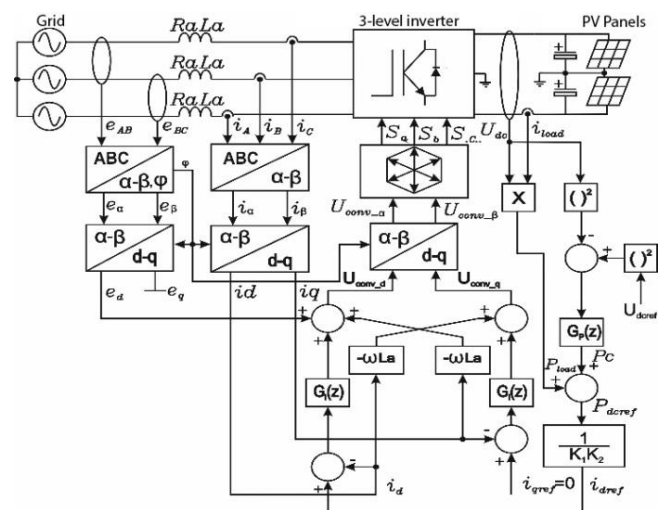 Grid
RaLa
3-level inverter
PV Panels
RaLa
RaLa
e_AB
e_BC
i_A
i_B
i_C
S_a
S_b
S.c..
U_dc
i_load
ABC
α-β,φ
φ
ABC
α-β
X
( )²
e_α
e_β
i_α
i_β
U_conv_α
U_conv_β
α-β
d-q
α-β
d-q
α-β
d-q
-
+
( )²
e_d
e_q
id
iq
U_conv_d
U_conv_q
U_dcref
+
+
+
+
G_p(z)
-ωLa
-ωLa
P_load
Pc
+
+
G_i(z)
G_i(z)
P_dcref
-
-
1
K₁K₂
+
+
i_d
i_qref=0
i_dref